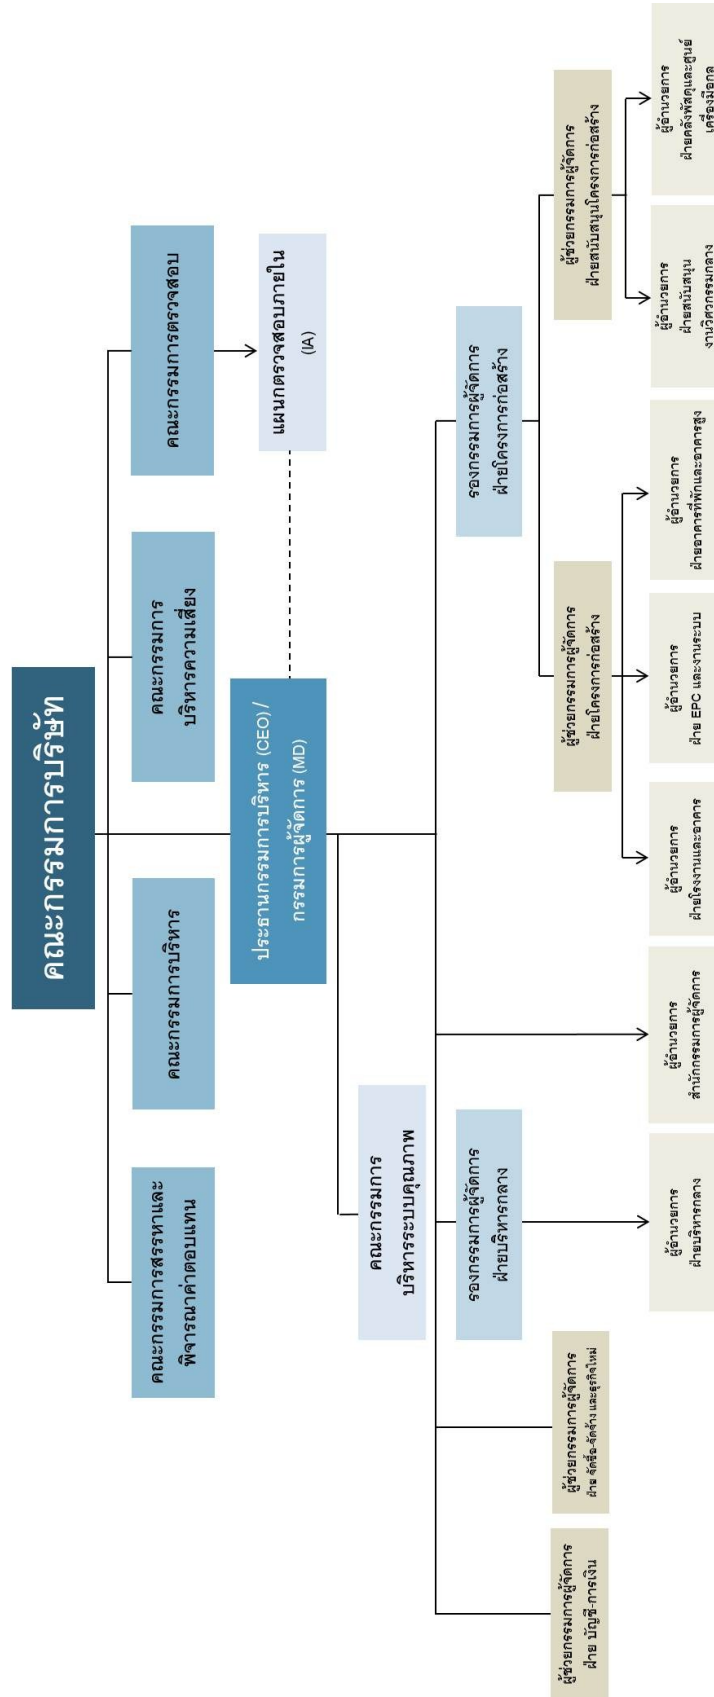 คณะกรรมการบริษัท
คณะกรรมการสรรหาและ
พิจารณาค่าตอบแทน
คณะกรรมการบริหาร
คณะกรรมการ
บริหารความเสี่ยง
คณะกรรมการตรวจสอบ
ประธานกรรมการบริหาร (CEO) /
กรรมการผู้จัดการ (MD)
แผนกตรวจสอบภายใน
(IA)
คณะกรรมการ
บริหารระบบคุณภาพ
รองกรรมการผู้จัดการ
ฝ่ายบริหารกลาง
รองกรรมการผู้จัดการ
ฝ่ายโครงการก่อสร้าง
ผู้ช่วยกรรมการผู้จัดการ
ฝ่าย บัญชี-การเงิน
ผู้ช่วยกรรมการผู้จัดการ
ฝ่าย จัดซื้อ-จัดจ้าง และธุรกิจใหม่
ผู้ช่วยกรรมการผู้จัดการ
ฝ่ายโครงการก่อสร้าง
ผู้ช่วยกรรมการผู้จัดการ
ฝ่ายสนับสนุนโครงการก่อสร้าง
ผู้อำนวยการ
ฝ่ายบริหารกลาง
ผู้อำนวยการ
สำนักกรรมการผู้จัดการ
ผู้อำนวยการ
ฝ่ายโรงงานและอาคาร
ผู้อำนวยการ
ฝ่าย EPC และงานระบบ
ผู้อำนวยการ
ฝ่ายอาคารที่พักและอาคารสูง
ผู้อำนวยการ
ฝ่ายสนับสนุน
งานวิศวกรรมกลาง
ผู้อำนวยการ
ฝ่ายคลังพัสดุและศูนย์
เครื่องมือกล